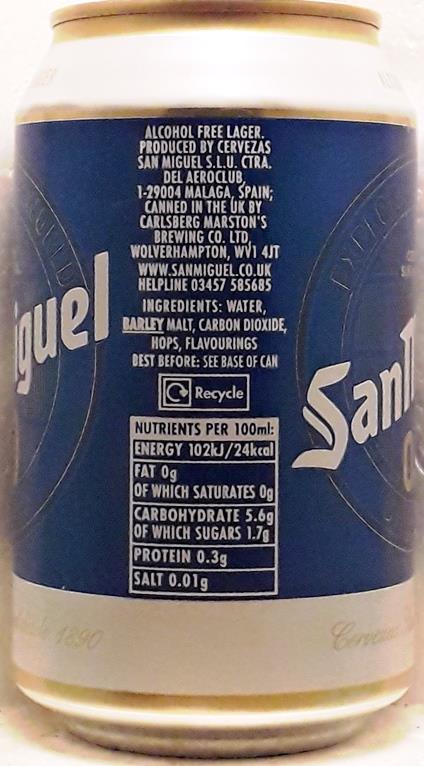 ALCOHOL FREE LAGER.
PRODUCED BY CERVEZAS
SAN MIGUEL S.L.U. CTRA.
DEL AEROCLUB,
1-29004 MALAGA, SPAIN;
CANNED IN THE UK BY
CARLSBERG MARSTON'S
BREWING CO. LTD,
WOLVERHAMPTON, WV1 4JT
WWW.SANMIGUEL.CO.UK
HELPLINE 03457 585685
INGREDIENTS: WATER,
BARLEY MALT, CARBON DIOXIDE,
HOPS, FLAVOURINGS
BEST BEFORE: SEE BASE OF CAN
Recycle
NUTRIENTS PER 100ml:
ENERGY 102kJ/24kcal
FAT 0g
OF WHICH SATURATES 0g
CARBOHYDRATE 5.6g
OF WHICH SUGARS 1.7g
PROTEIN 0.3g
SALT 0.01g
iguel
San
1890